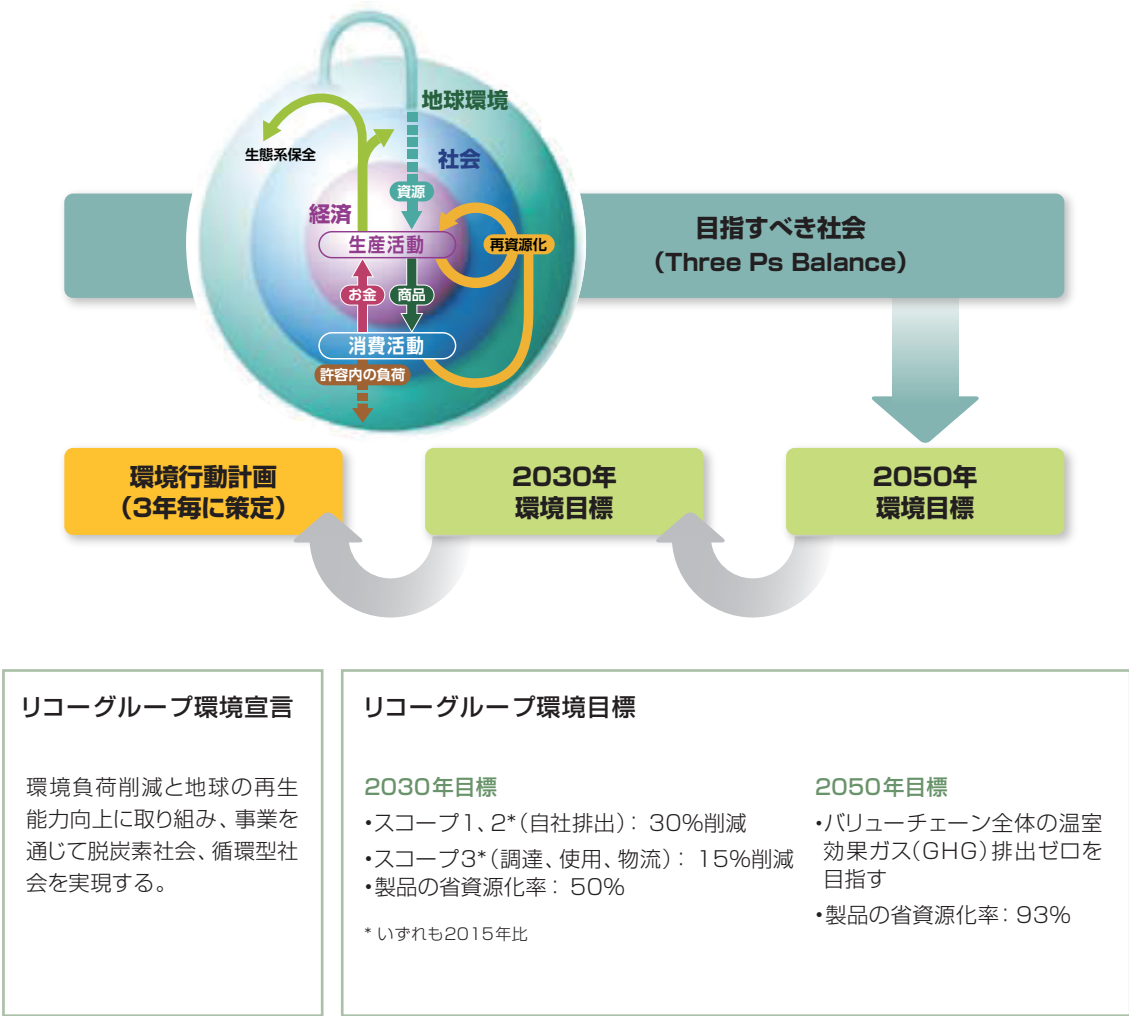 地球環境
生態系保全
社会
資源
経済
生産活動
再資源化
お金
商品
消費活動
許容内の負荷
目指すべき社会
(Three Ps Balance)
環境行動計画
(3年毎に策定)
2030年
環境目標
2050年
環境目標
リコーグループ環境宣言
環境負荷削減と地球の再生
能力向上に取り組み、事業を
通じて脱炭素社会、循環型社
会を実現する。
リコーグループ環境目標
2030年目標
・スコープ1、2*(自社排出): 30%削減
・スコープ3*(調達、使用、物流): 15%削減
・製品の省資源化率: 50%
* いずれも2015年比
2050年目標
・バリューチェーン全体の温室
効果ガス(GHG)排出ゼロを
目指す
・製品の省資源化率: 93%